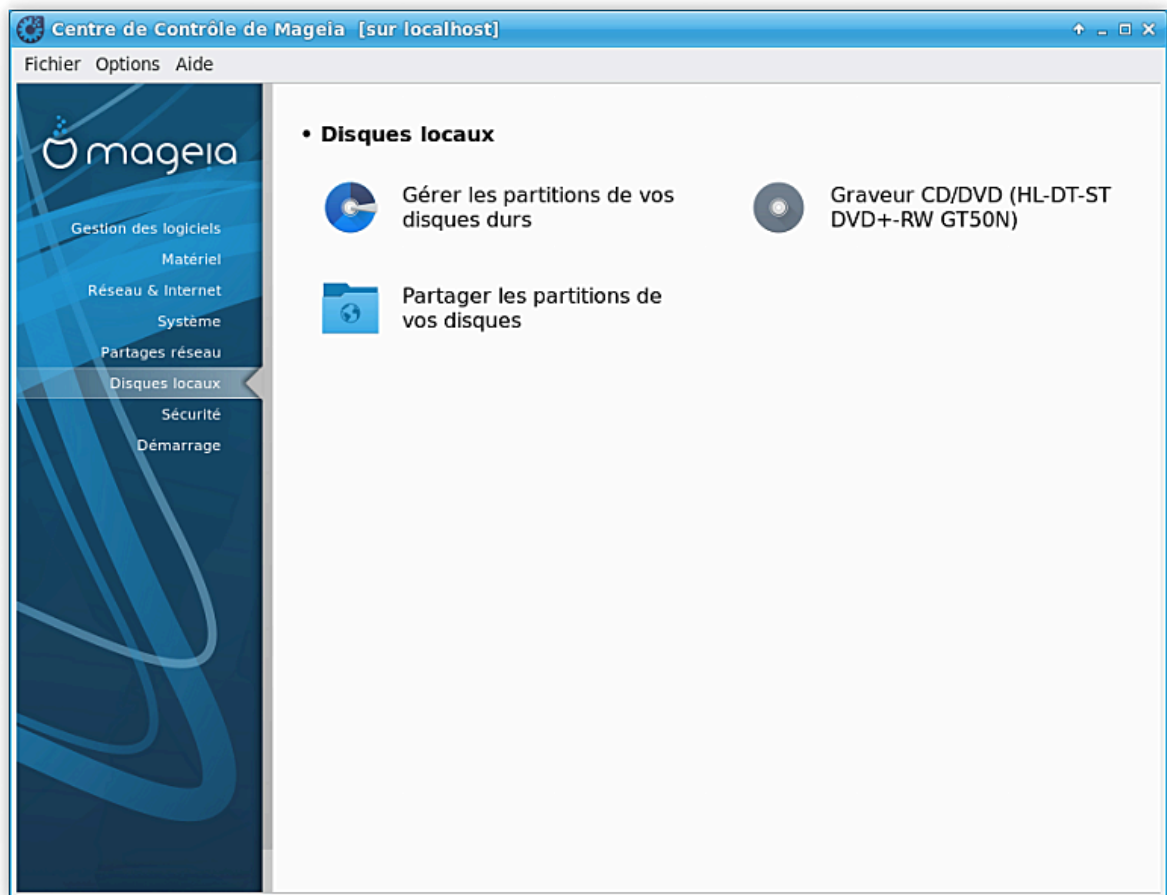 Centre de Contrôle de Mageia [sur localhost]
Fichier Options Aide
mageia
Gestion des logiciels
Matériel
Réseau & Internet
Système
Partages réseau
Disques locaux
Sécurité
Démarrage
• Disques locaux
Gérer les partitions de vos
disques durs
Graveur CD/DVD (HL-DT-ST
DVD+-RW GT50N)
Partager les partitions de
vos disques